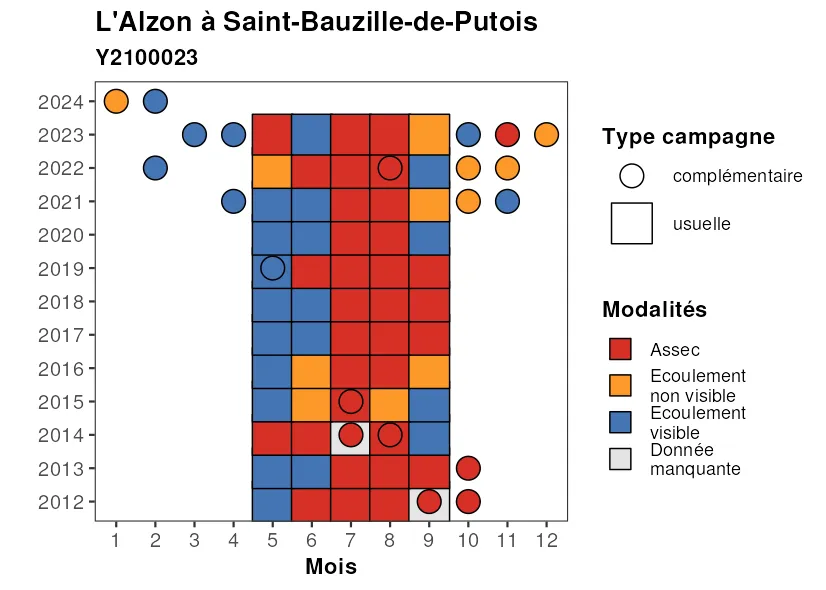 L'Alzon à Saint-Bauzille-de-Putois
Y2100023
2024
2023
2022
2021
2020
2019
2018
2017
2016
2015
2014
2013
2012
1 2 3 4 5 6 7 8 9 10 11 12
Mois
Type campagne
complémentaire
usuelle
Modalités
Assec
Ecoulement
non visible
Ecoulement
visible
Donnée
manquante